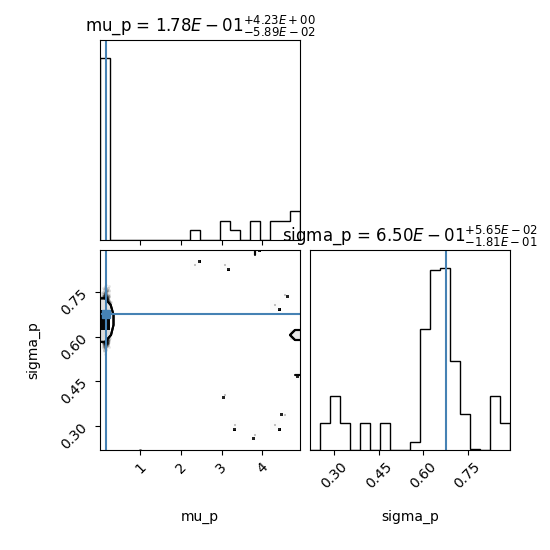 mu_p = 1.78E − 01+4.23E + 00 −5.89E − 02
sigma_p = 6.50E − 01+5.65E − 02 −1.81E − 01
0.75
0.60
0.45
0.30
sigma_p
1 2 3 4
0.30 0.45 0.60 0.75
mu_p
sigma_p